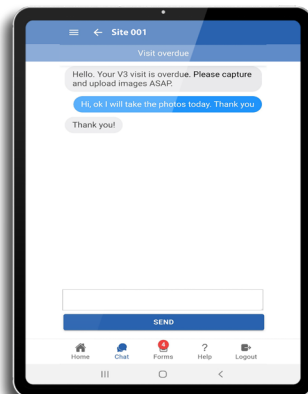 Site 001
Visit overdue
Hello. Your V3 visit is overdue. Please capture
and upload images ASAP.
Hi, ok I will take the photos today. Thank you
Thank you!
SEND
4
Home Chat Forms Help Logout